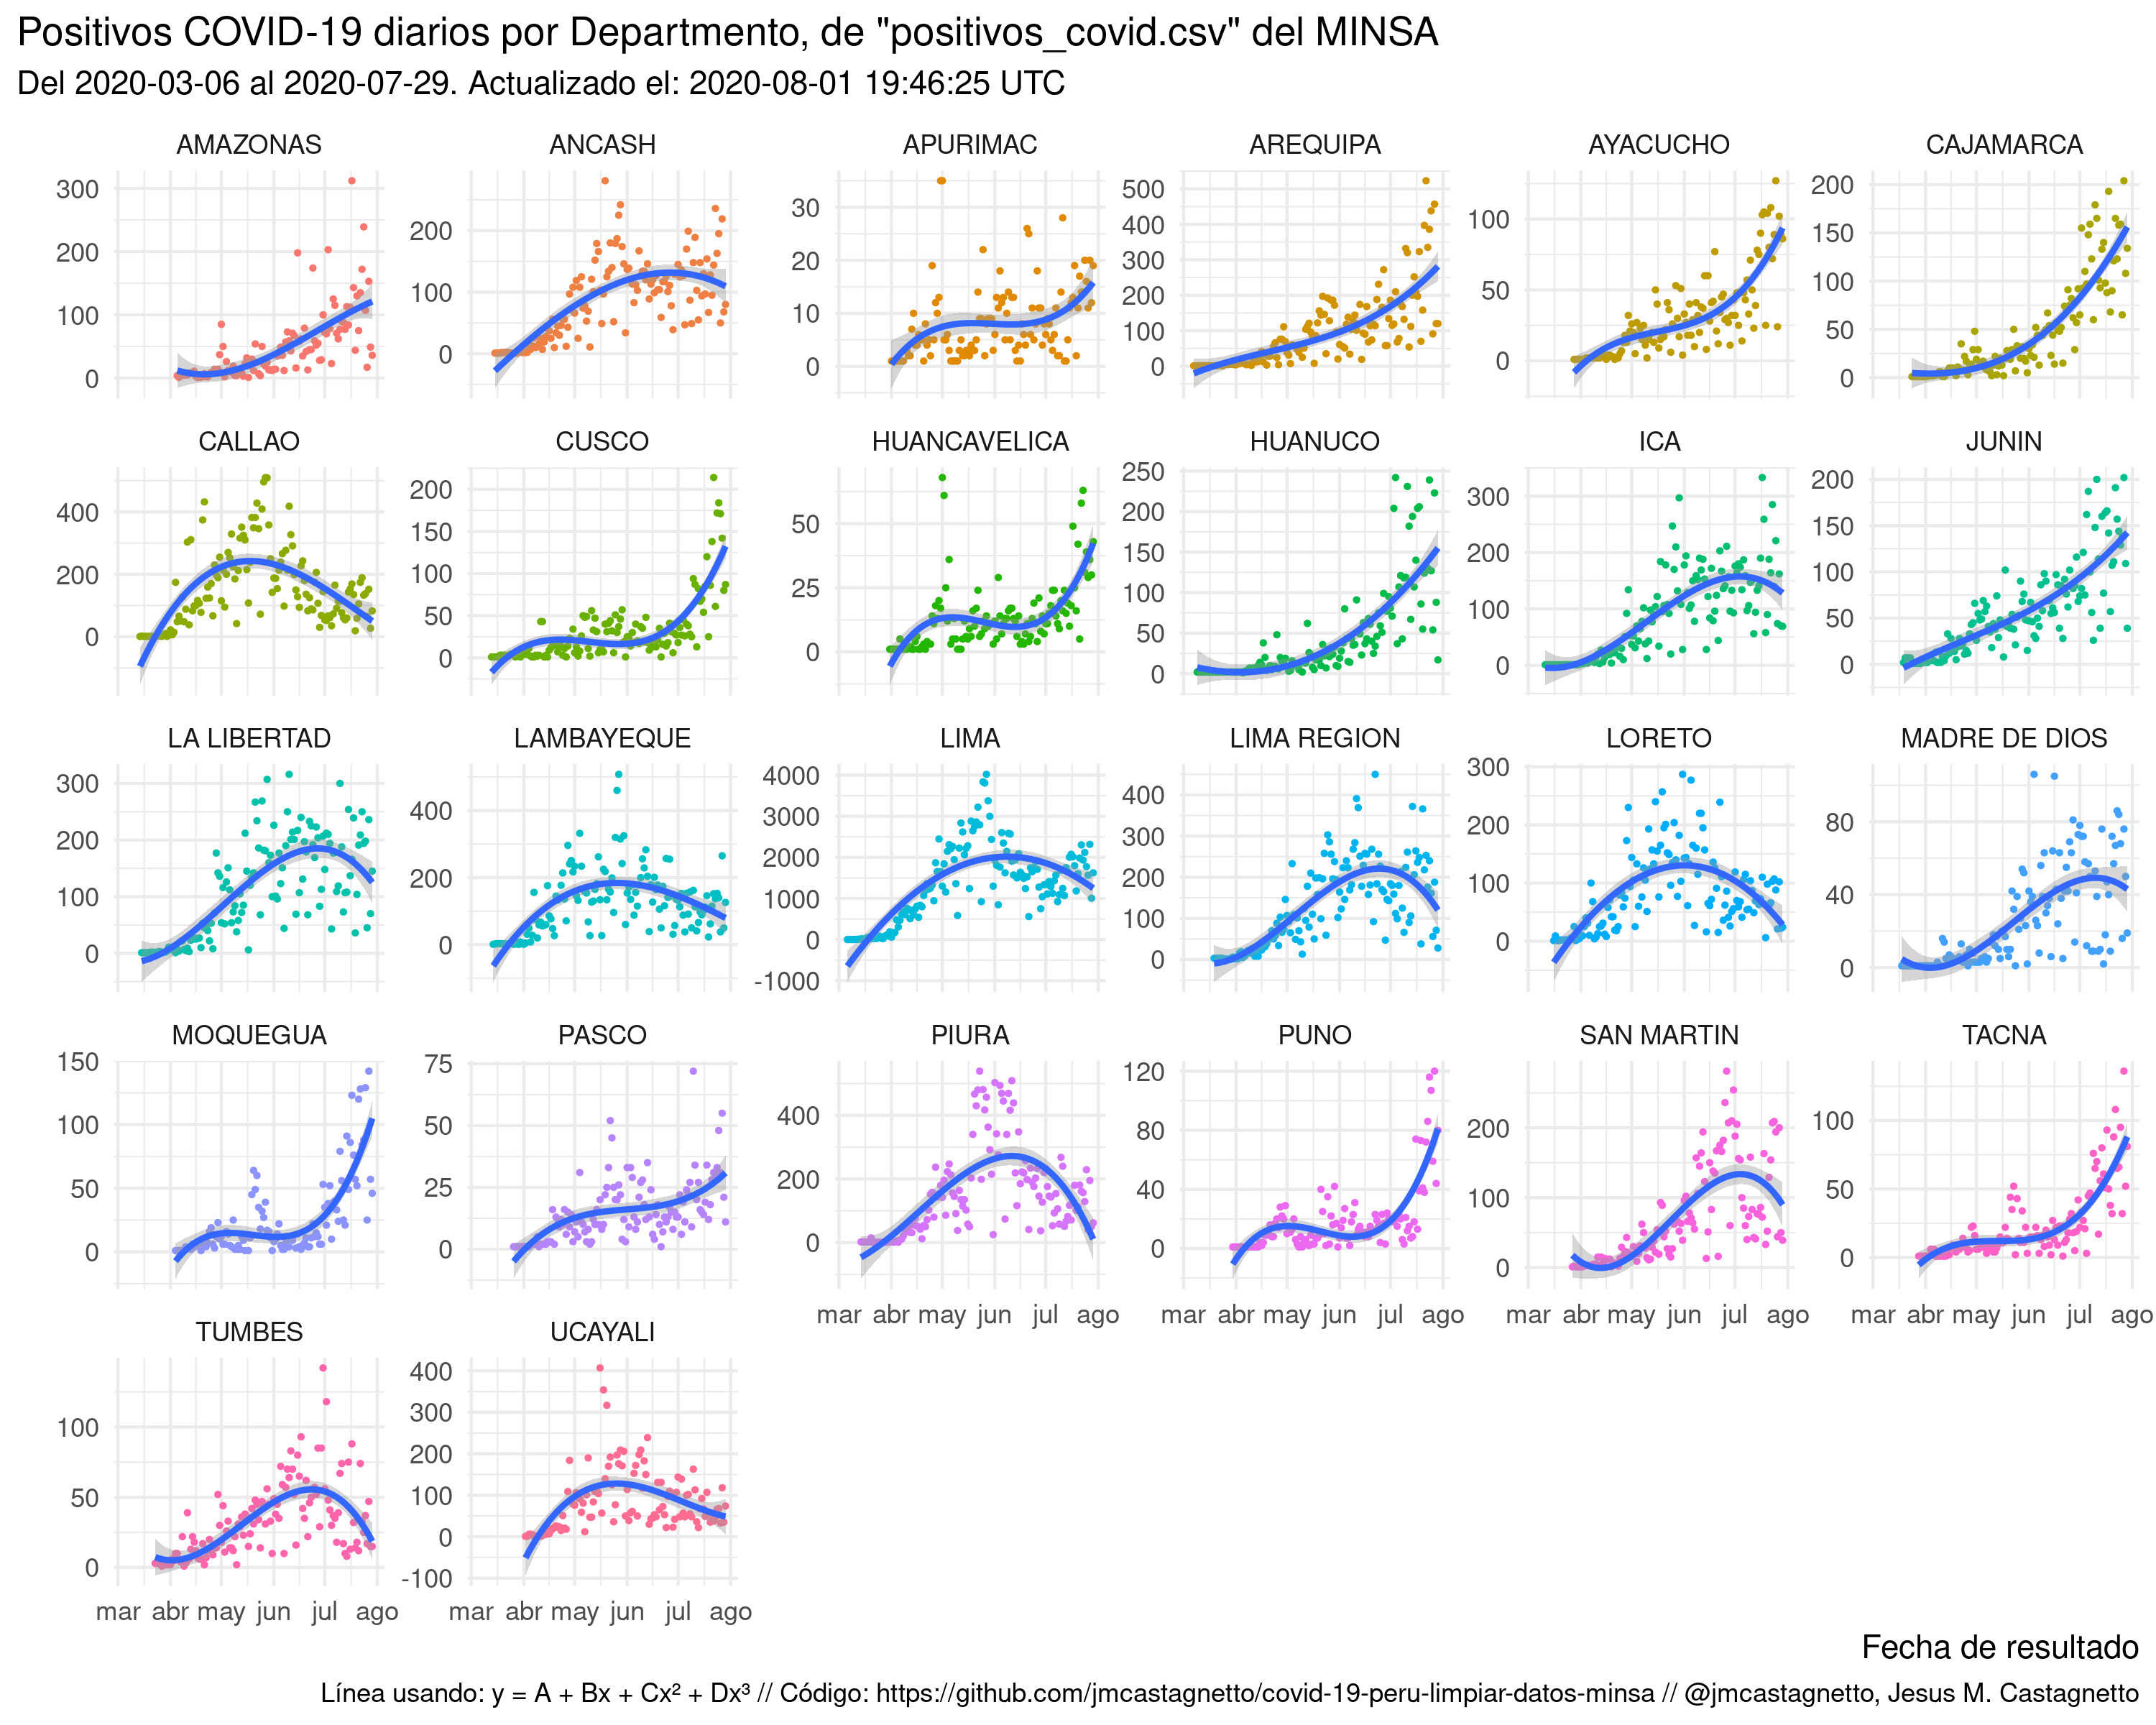 Positivos COVID-19 diarios por Departmento, de "positivos_covid.csv" del MINSA
Del 2020-03-06 al 2020-07-29. Actualizado el: 2020-08-01 19:46:25 UTC
AMAZONAS ANCASH APURIMAC AREQUIPA AYACUCHO CAJAMARCA
300 200 100 0
200 100 0
30 20 10 0
500 400 300 200 100 0
100 50 0
200 150 100 50 0
CALLAO CUSCO HUANCAVELICA HUANUCO ICA JUNIN
400 200 0
200 150 100 50 0
50 25 0
250 200 150 100 50 0
300 200 100 0
200 150 100 50 0
LA LIBERTAD LAMBAYEQUE LIMA LIMA REGION LORETO MADRE DE DIOS
300 200 100 0
400 200 0
4000 3000 2000 1000 0 -1000
400 300 200 100 0
300 200 100 0
80 40 0
MOQUEGUA PASCO PIURA PUNO SAN MARTIN TACNA
150 100 50 0
75 50 25 0
400 200 0
120 80 40 0
200 100 0
100 50 0
mar abr may jun jul ago
mar abr may jun jul ago
mar abr may jun jul ago
mar abr may jun jul ago
TUMBES UCAYALI
100 50 0
400 300 200 100 0 -100
mar abr may jun jul ago
mar abr may jun jul ago
Fecha de resultado
Línea usando: y = A + Bx + Cx² + Dx³ // Código: https://github.com/jmcastagnetto/covid-19-peru-limpiar-datos-minsa // @jmcastagnetto, Jesus M. Castagnetto